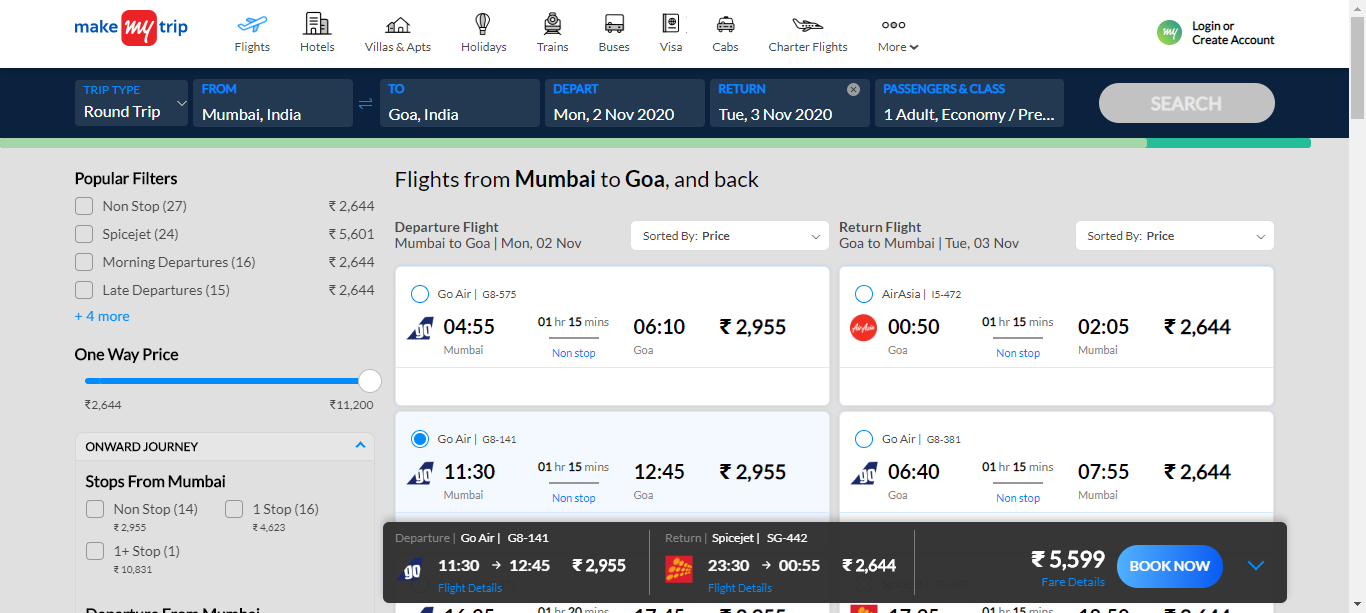 make my trip
Flights
Hotels
Villas & Apts
Holidays
Trains
Buses
Visa
Cabs
Charter Flights
More
my
Login or
Create Account
TRIP TYPE
Round Trip
FROM
Mumbai, India
TO
Goa, India
DEPART
Mon, 2 Nov 2020
RETURN
Tue, 3 Nov 2020
PASSENGERS & CLASS
1 Adult, Economy / Pre...
SEARCH
Popular Filters
Non Stop (27) ₹ 2,644
Spicejet (24) ₹ 5,601
Morning Departures (16) ₹ 2,644
Late Departures (15) ₹ 2,644
+ 4 more
One Way Price
₹2,644 ₹11,200
ONWARD JOURNEY
Stops From Mumbai
Non Stop (14) 1 Stop (16)
₹ 2,955 ₹ 4,623
1+ Stop (1)
₹ 10,831
Departure From Mumbai
Flights from Mumbai to Goa, and back
Departure Flight
Mumbai to Goa | Mon, 02 Nov
Sorted By: Price
Go Air | G8-575
go 04:55 01 hr 15 mins 06:10 ₹ 2,955
Mumbai Non stop Goa
Go Air | G8-141
go 11:30 01 hr 15 mins 12:45 ₹ 2,955
Mumbai Non stop Goa
Return Flight
Goa to Mumbai | Tue, 03 Nov
Sorted By: Price
AirAsia | I5-472
AirAsia 00:50 01 hr 15 mins 02:05 ₹ 2,644
Goa Non stop Mumbai
Go Air | G8-381
go 06:40 01 hr 15 mins 07:55 ₹ 2,644
Goa Non stop Mumbai
Departure | Go Air | G8-141
go 11:30 → 12:45 ₹ 2,955
Flight Details
Return | Spicejet | SG-442
23:30 → 00:55 ₹ 2,644
Flight Details
₹ 5,599
Fare Details
BOOK NOW